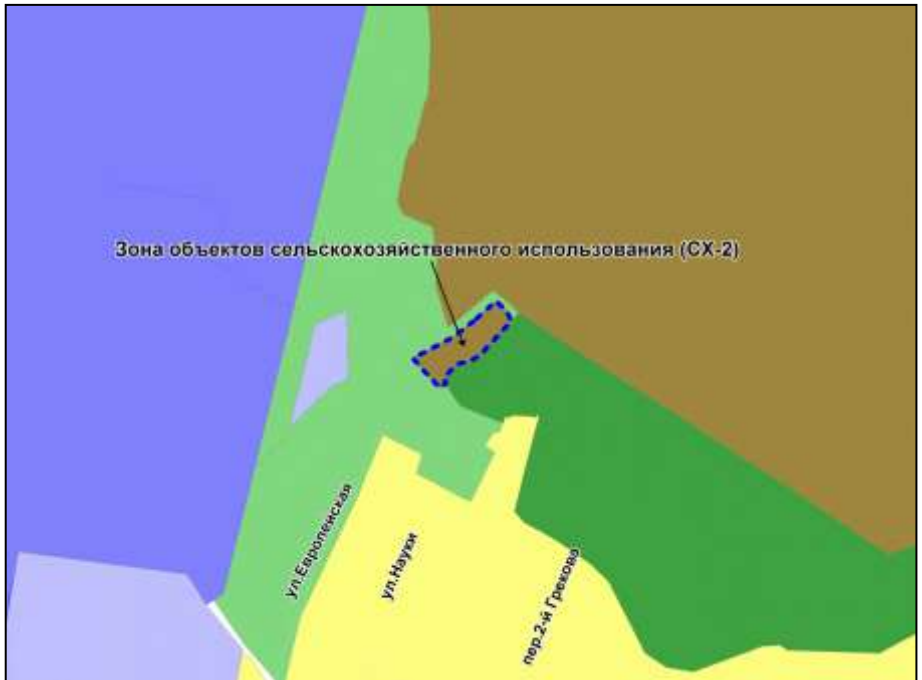 Зона объектов сельскохозяйственного использования (СХ-2)
ул.Европейская
ул.Науки
пер.2-й Грекова